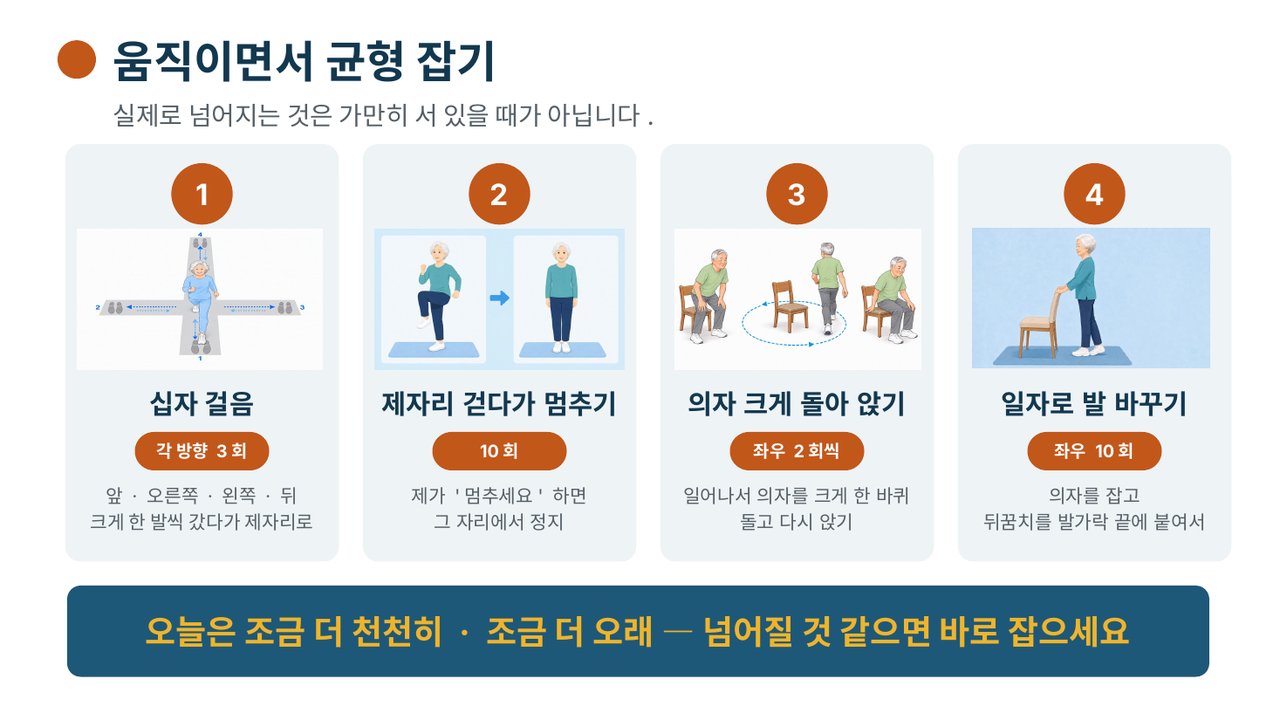 움직이면서 균형 잡기
실제로 넘어지는 것은 가만히 서 있을 때가 아닙니다 .
1
4
2
3
1
십자 걸음
각 방향 3 회
앞 · 오른쪽 · 왼쪽 · 뒤
크게 한 발씩 갔다가 제자리로
2
제자리 걷다가 멈추기
10 회
제가 ' 멈추세요 ' 하면
그 자리에서 정지
3
의자 크게 돌아 앉기
좌우 2 회씩
일어나서 의자를 크게 한 바퀴
돌고 다시 앉기
4
일자로 발 바꾸기
좌우 10 회
의자를 잡고
뒤꿈치를 발가락 끝에 붙여서
오늘은 조금 더 천천히 · 조금 더 오래 — 넘어질 것 같으면 바로 잡으세요